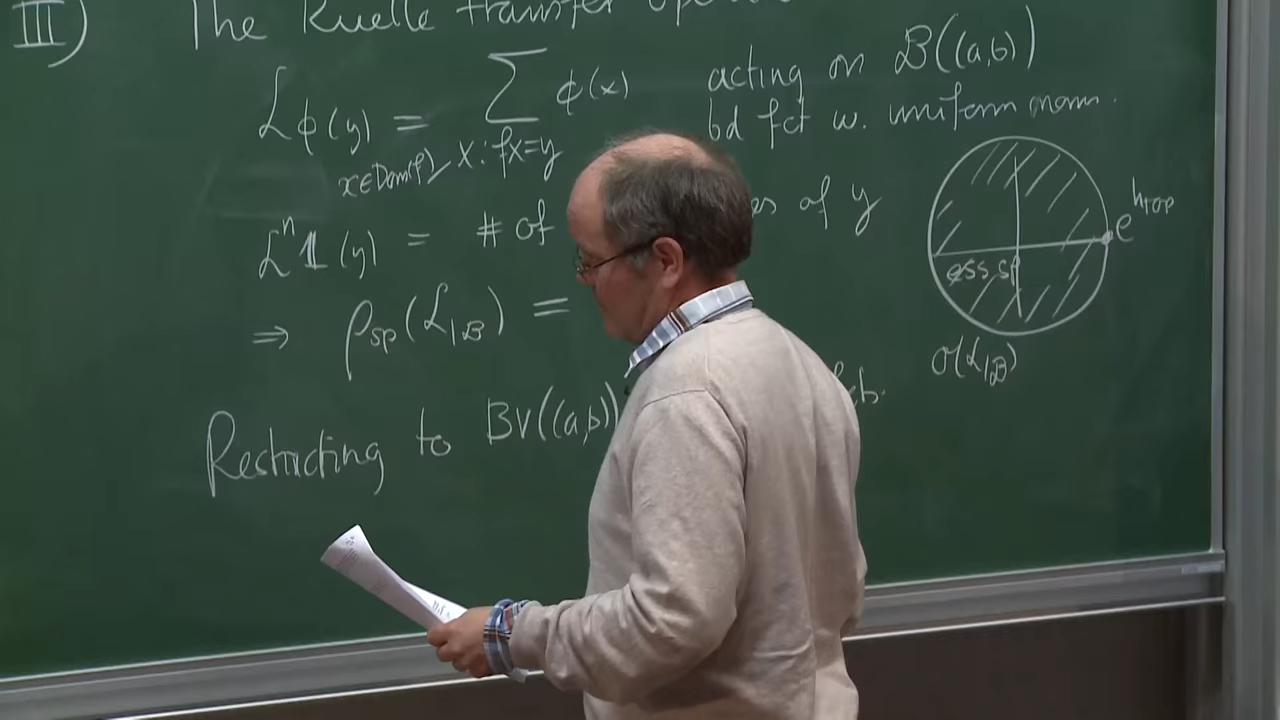 III) The Ruelle transfer
ℒϕ(y) = ∑ ϕ(x) acting on ℬ((a,b))
x∈Dom(f), x: fx=y bd fct w. uniform norm.
ℒⁿ𝟙(y) = # of of y
⇒ ρsp(ℒ|ℬ) =
e^htop
ess. sp
σ(ℒ|ℬ)
Restricting to BV((a,b))